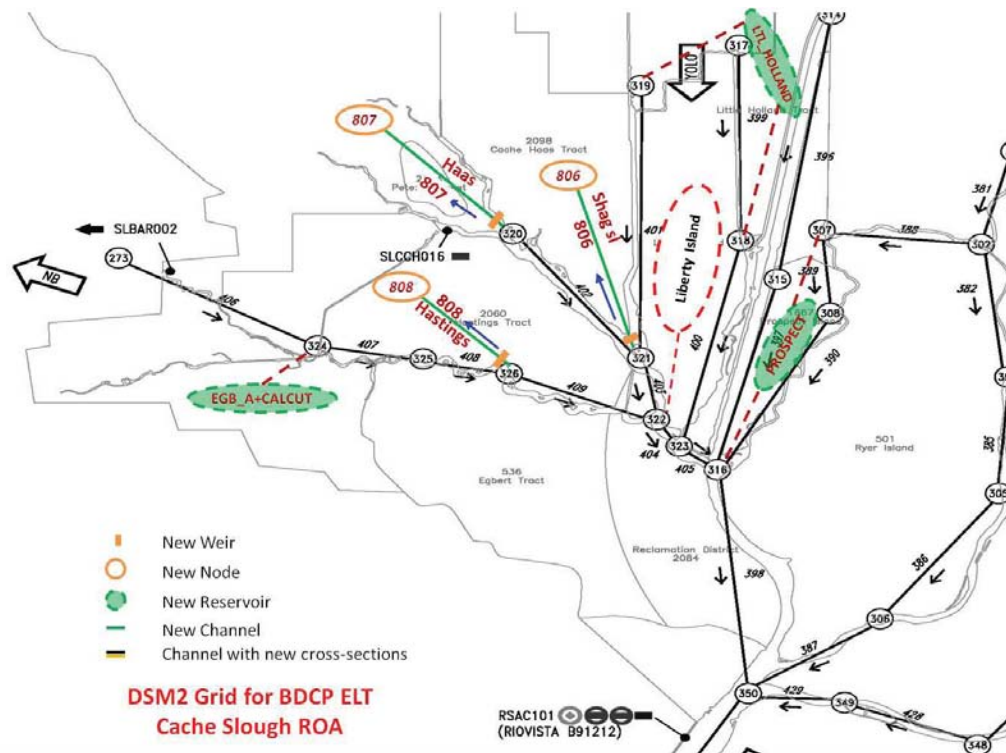 314
317
LTL_HOLLAND
YOLO
319
Little Holland Tract
399
396
807
2098
Cache Haas Tract
806
381
Haas
807
Shag sl
806
401
Liberty Island
307
388
302
320
318
SLBAR002
SLCCH016
315
389
382
273
NB
808
808
Hastings
2060
Hastings Tract
402
400
308
PROSPECT
397
390
406
324
407
325
408
326
321
403
409
EGB_A+CALCUT
322
323
404
405
316
501
Ryer Island
385
536
Egbert Tract
305
New Weir
Reclamation District
2084
New Node
398
386
New Reservoir
306
New Channel
387
Channel with new cross-sections
DSM2 Grid for BDCP ELT
Cache Slough ROA
350
429
349
428
348
RSAC101
(RIOVISTA B91212)